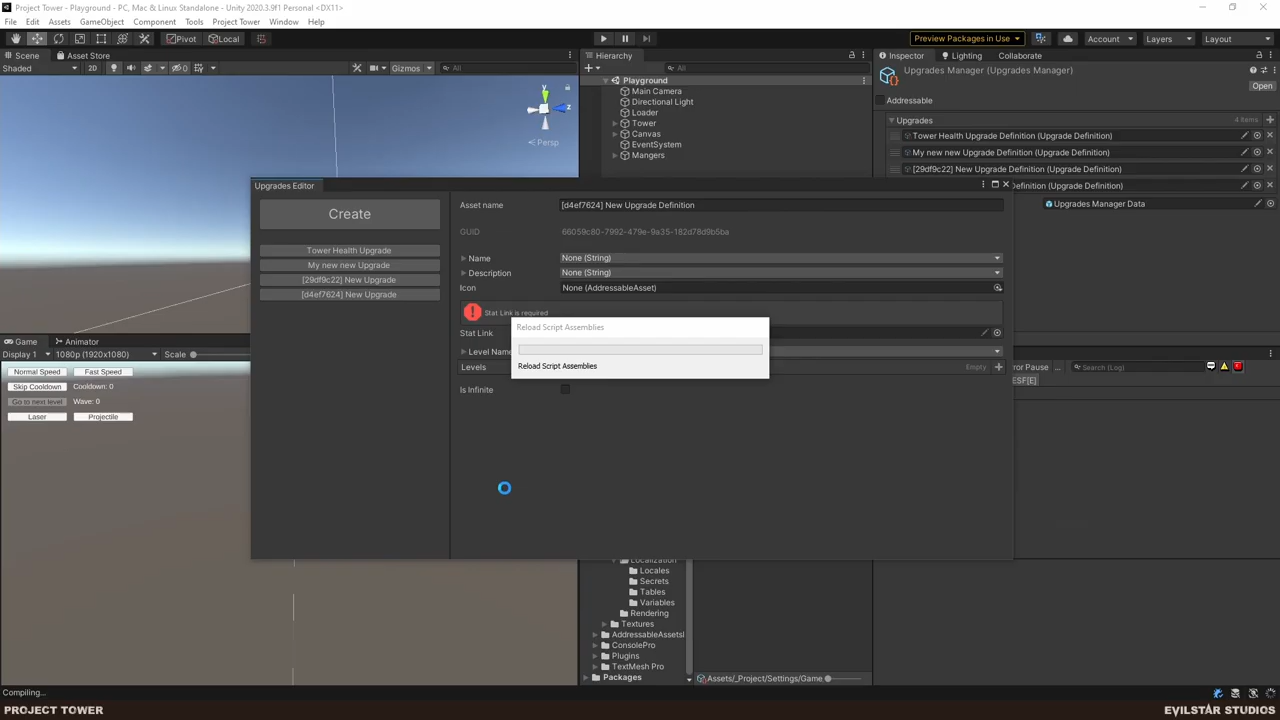 Project Tower - Playground - PC, Mac & Linux Standalone - Unity 2020.3.9f1 Personal <DX11>
File Edit Assets GameObject Component Tools Project Tower Window Help
Pivot Local Preview Packages in Use Account Layers Layout
Scene Asset Store
Shaded 2D Gizmos All
y
z
Persp
Hierarchy
All
Playground
Main Camera
Directional Light
Loader
Tower
Canvas
EventSystem
Mangers
Inspector Lighting Collaborate
Upgrades Manager (Upgrades Manager)
Open
Addressable
Upgrades 4 Items
Tower Health Upgrade Definition (Upgrade Definition)
My new new Upgrade Definition (Upgrade Definition)
[29df9c22] New Upgrade Definition (Upgrade Definition)
Definition (Upgrade Definition)
Upgrades Manager Data
Upgrades Editor
Create
Tower Health Upgrade
My new new Upgrade
[29df9c22] New Upgrade
[d4ef7624] New Upgrade
Asset name [d4ef7624] New Upgrade Definition
GUID 66059c80-7992-479e-9a35-182d78d9b5ba
Name None (String)
Description None (String)
Icon None (AddressableAsset)
Stat Link is required
Stat Link
Level Name
Levels Empty
Is Infinite
Reload Script Assemblies
Reload Script Assemblies
Game Animator
Display 1 1080p (1920x1080) Scale
Normal Speed Fast Speed
Skip Cooldown Cooldown: 0
Go to next level Wave: 0
Laser Projectile
ror Pause ... Search (Log)
ESF[E]
Localization
Locales
Secrets
Tables
Variables
Rendering
Textures
AddressableAssetsI
ConsolePro
Plugins
TextMesh Pro
Packages
Assets/_Project/Settings/Game
Compiling...
PROJECT TOWER
EVILSTAR STUDIOS